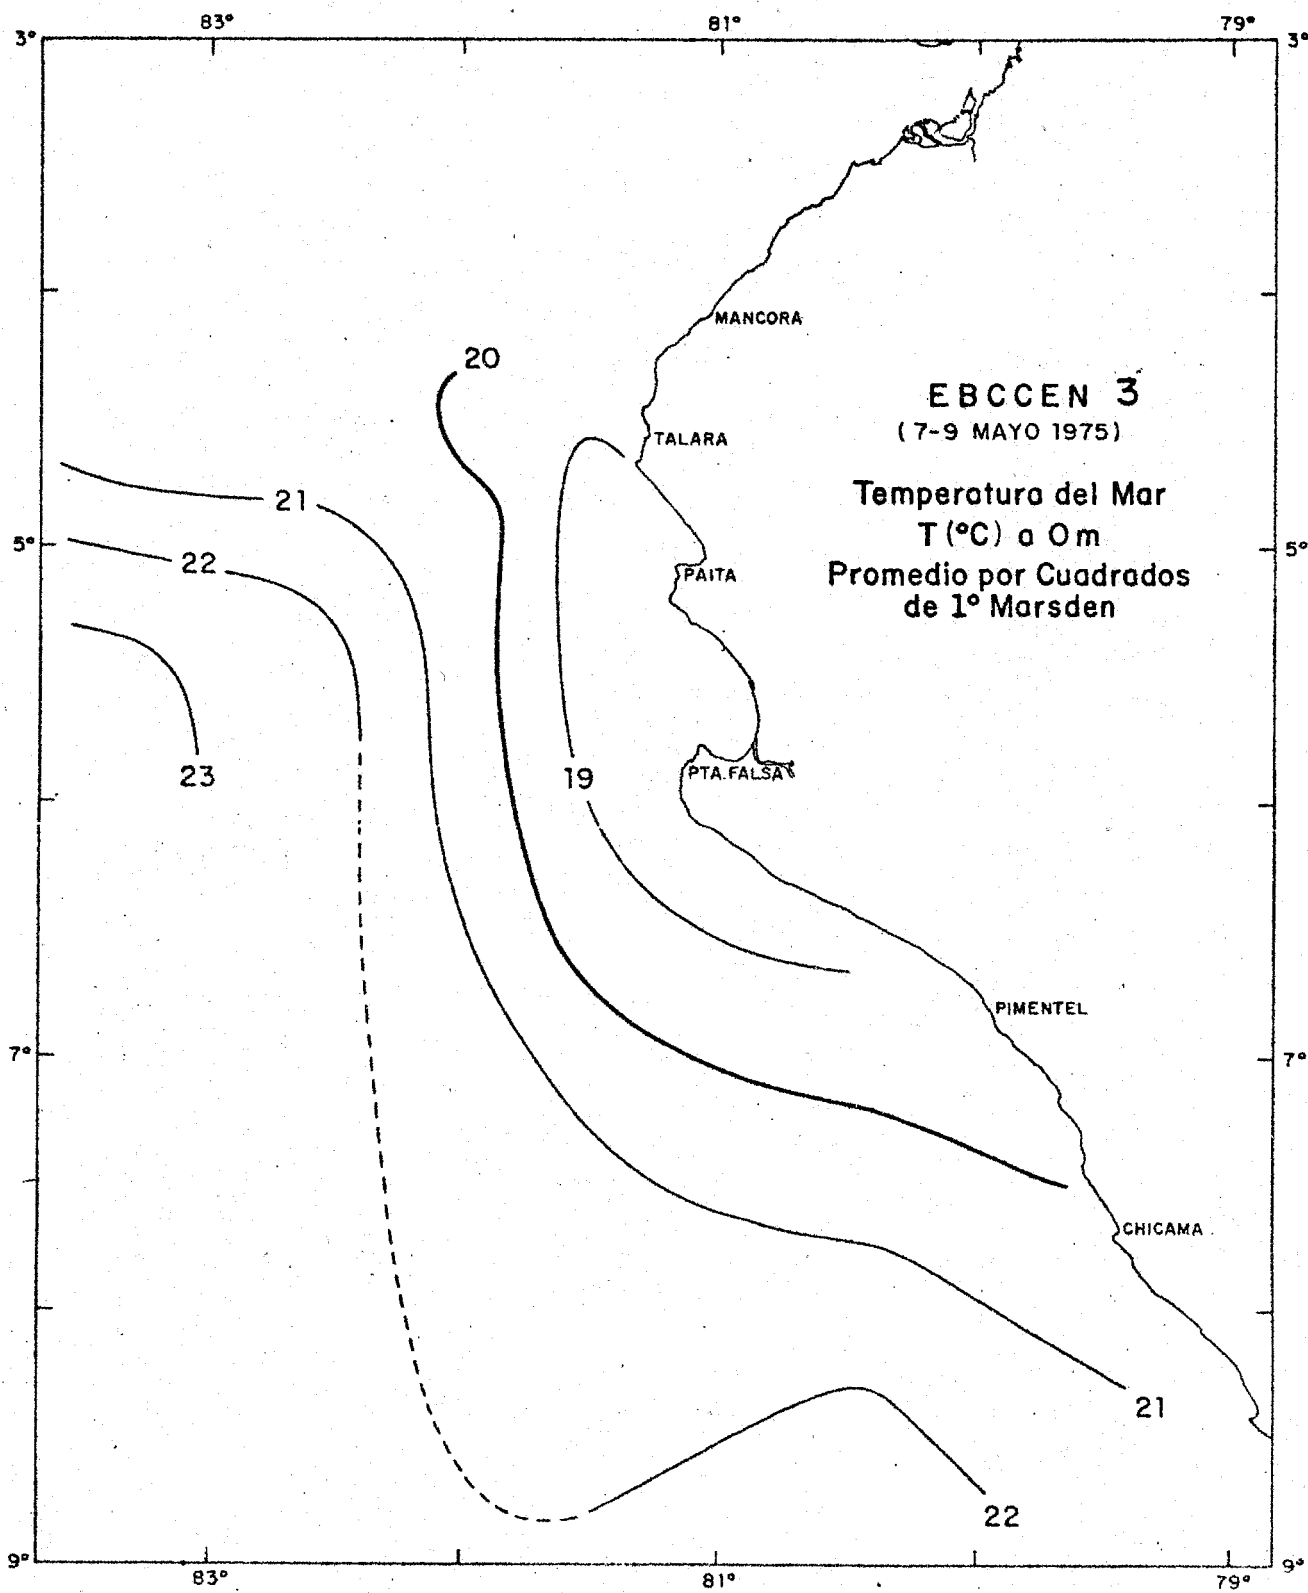 83° 81° 79°
3° 3°
MANCORA
20
EBCCEN 3
(7-9 MAYO 1975)
TALARA
21
Temperatura del Mar
T (°C) a 0m
5° 5°
22
PAITA
Promedio por Cuadrados
de 1° Marsden
23
19
PTA. FALSA
PIMENTEL
7° 7°
CHICAMA
21
22
9° 9°
83° 81° 79°